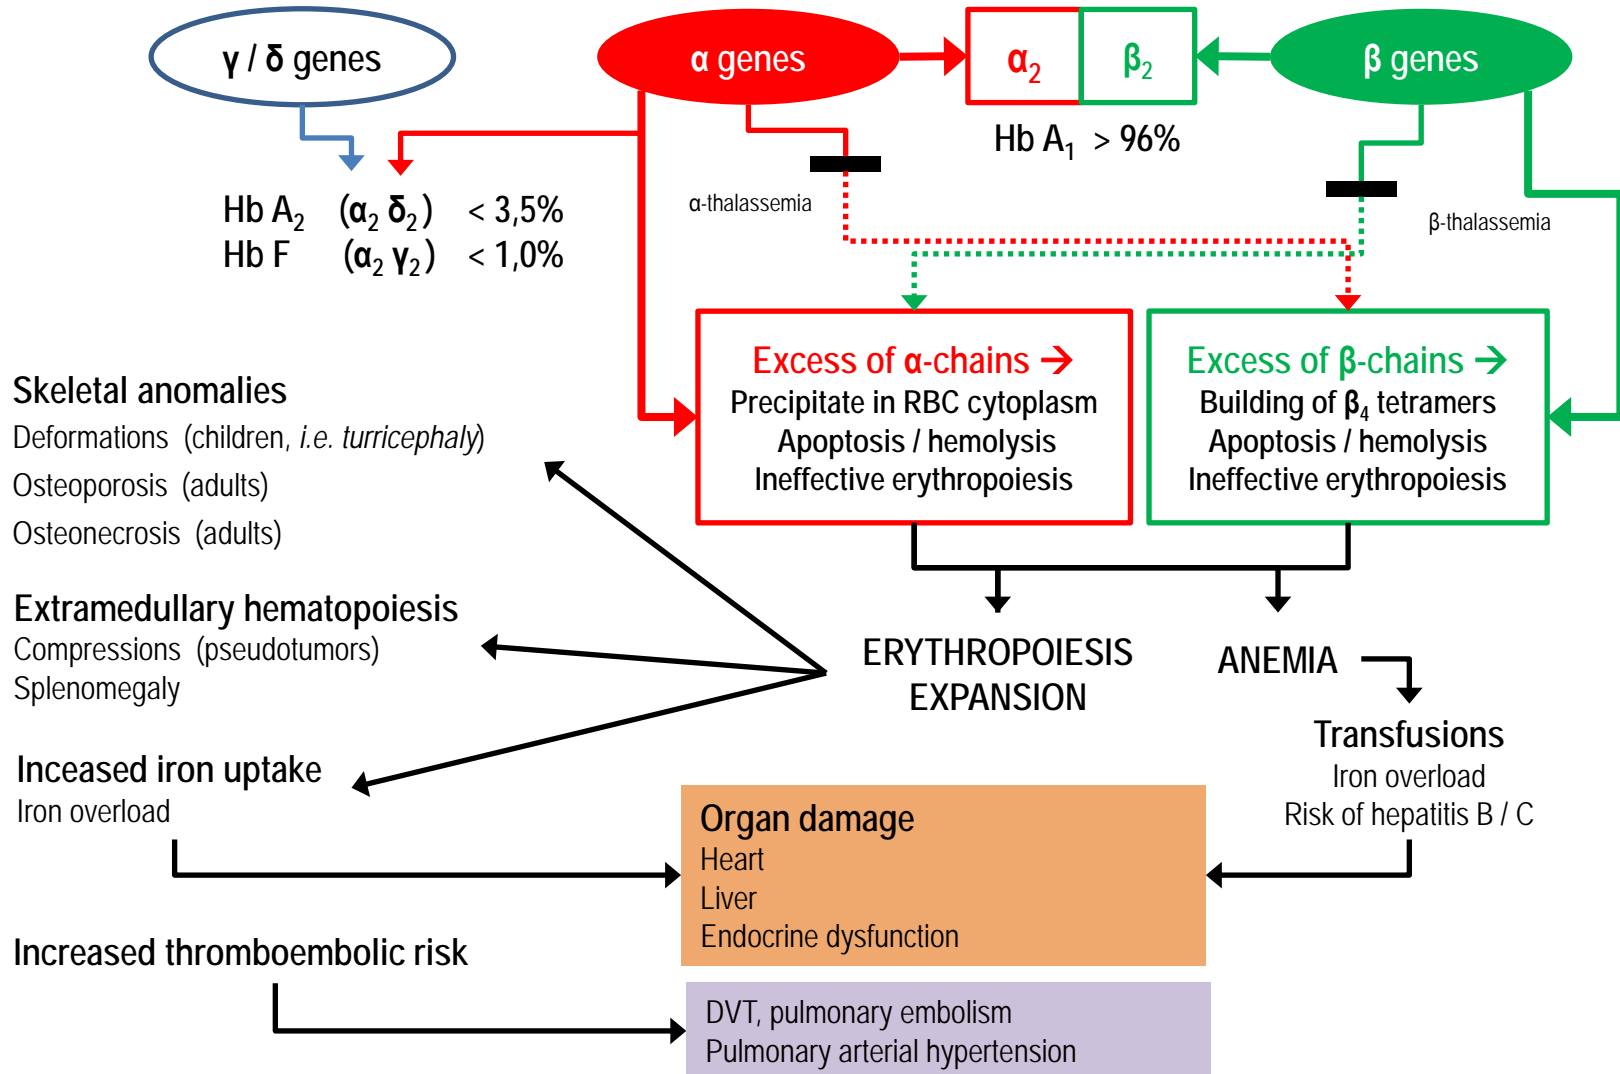 γ / δ genes
α genes
α₂ β₂
β genes
Hb A₁ > 96%
Hb A₂ (α₂ δ₂) < 3,5%
Hb F (α₂ γ₂) < 1,0%
α-thalassemia
β-thalassemia
Excess of α-chains →
Precipitate in RBC cytoplasm
Apoptosis / hemolysis
Ineffective erythropoiesis
Excess of β-chains →
Building of β₄ tetramers
Apoptosis / hemolysis
Ineffective erythropoiesis
Skeletal anomalies
Deformations (children, i.e. turricephaly)
Osteoporosis (adults)
Osteonecrosis (adults)
Extramedullary hematopoiesis
Compressions (pseudotumors)
Splenomegaly
ERYTHROPOIESIS
EXPANSION
ANEMIA
Transfusions
Iron overload
Risk of hepatitis B / C
Inceased iron uptake
Iron overload
Organ damage
Heart
Liver
Endocrine dysfunction
Increased thromboembolic risk
DVT, pulmonary embolism
Pulmonary arterial hypertension